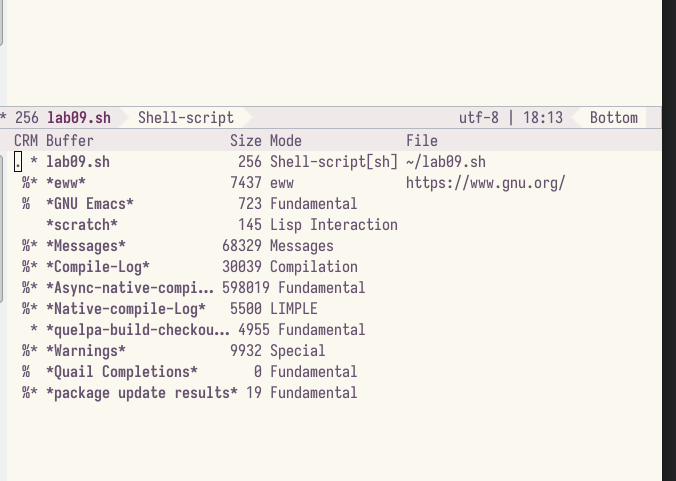 * 256 lab09.sh Shell-script utf-8 | 18:13 Bottom
CRM Buffer Size Mode File
. * lab09.sh 256 Shell-script[sh] ~/lab09.sh
%* *eww* 7437 eww https://www.gnu.org/
% *GNU Emacs* 723 Fundamental
*scratch* 145 Lisp Interaction
%* *Messages* 68329 Messages
%* *Compile-Log* 30039 Compilation
%* *Async-native-compi... 598019 Fundamental
%* *Native-compile-Log* 5500 LIMPLE
* *quelpa-build-checkou... 4955 Fundamental
%* *Warnings* 9932 Special
% *Quail Completions* 0 Fundamental
%* *package update results* 19 Fundamental